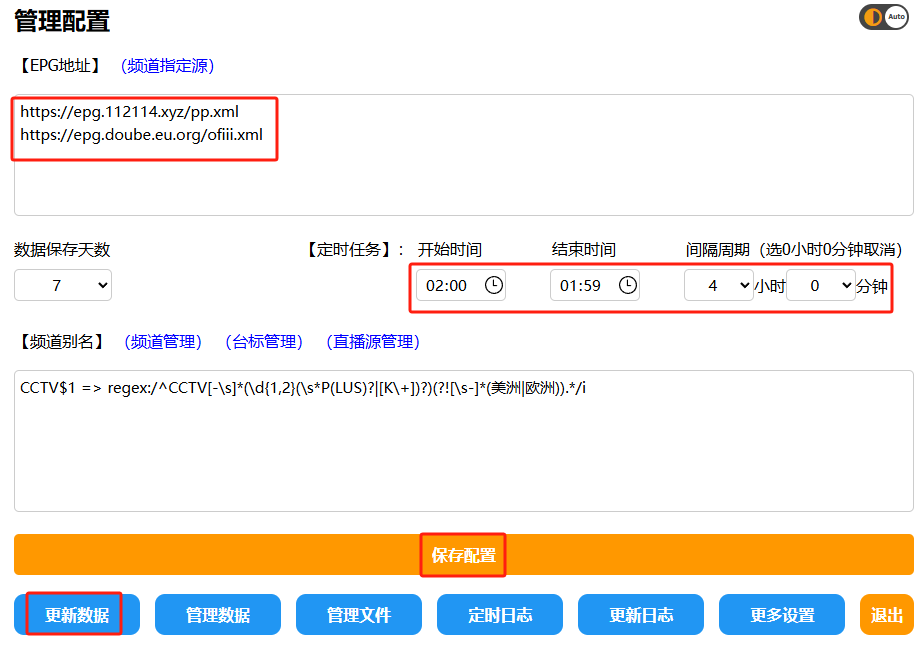 管理配置
Auto
【EPG地址】 （频道指定源）
https://epg.112114.xyz/pp.xml
https://epg.doube.eu.org/ofiii.xml
数据保存天数 【定时任务】： 开始时间 结束时间 间隔周期（选0小时0分钟取消）
7 02:00 01:59 4 小时 0 分钟
【频道别名】 （频道管理） （台标管理） （直播源管理）
CCTV$1 => regex:/^CCTV[-\s]*(\d{1,2}(\s*P(LUS)?|[K\+])?)(?![\s-]*(美洲|欧洲)).*/i
保存配置
更新数据 管理数据 管理文件 定时日志 更新日志 更多设置 退出